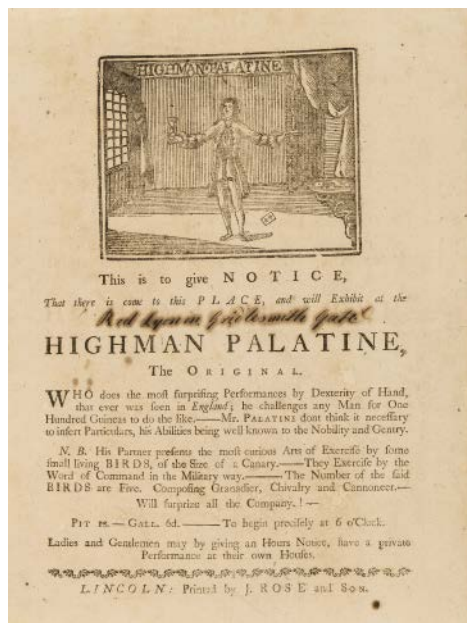 HIGHMAN PALATINE
This is to give NOTICE,
That there is come to this PLACE, and will Exhibit at the
Red Lyon in Girdlesmith Gate
HIGHMAN PALATINE,
The ORIGINAL.
WHO does the most surprising Performances by Dexterity of Hand,
that ever was seen in England; he challenges any Man for One
Hundred Guineas to do the like.——Mr. PALATINE dont think it necessary
to insert Particulars, his Abilities being well known to the Nobility and Gentry.
N. B. His Partner presents the most curious Arts of Exercise by some
small living BIRDS, of the Size of a Canary.——They Exercise by the
Word of Command in the Military way.——The Number of the said
BIRDS are Five. Composing Granadier, Chivalry and Cannoneer.—
Will surprize all the Company.!—
PIT 1s.—GALL. 6d.——To begin precisely at 6 o'Clock.
Ladies and Gentlemen may by giving an Hours Notice, have a private
Performance at their own Houses.
LINCOLN: Printed by J. ROSE and SON.